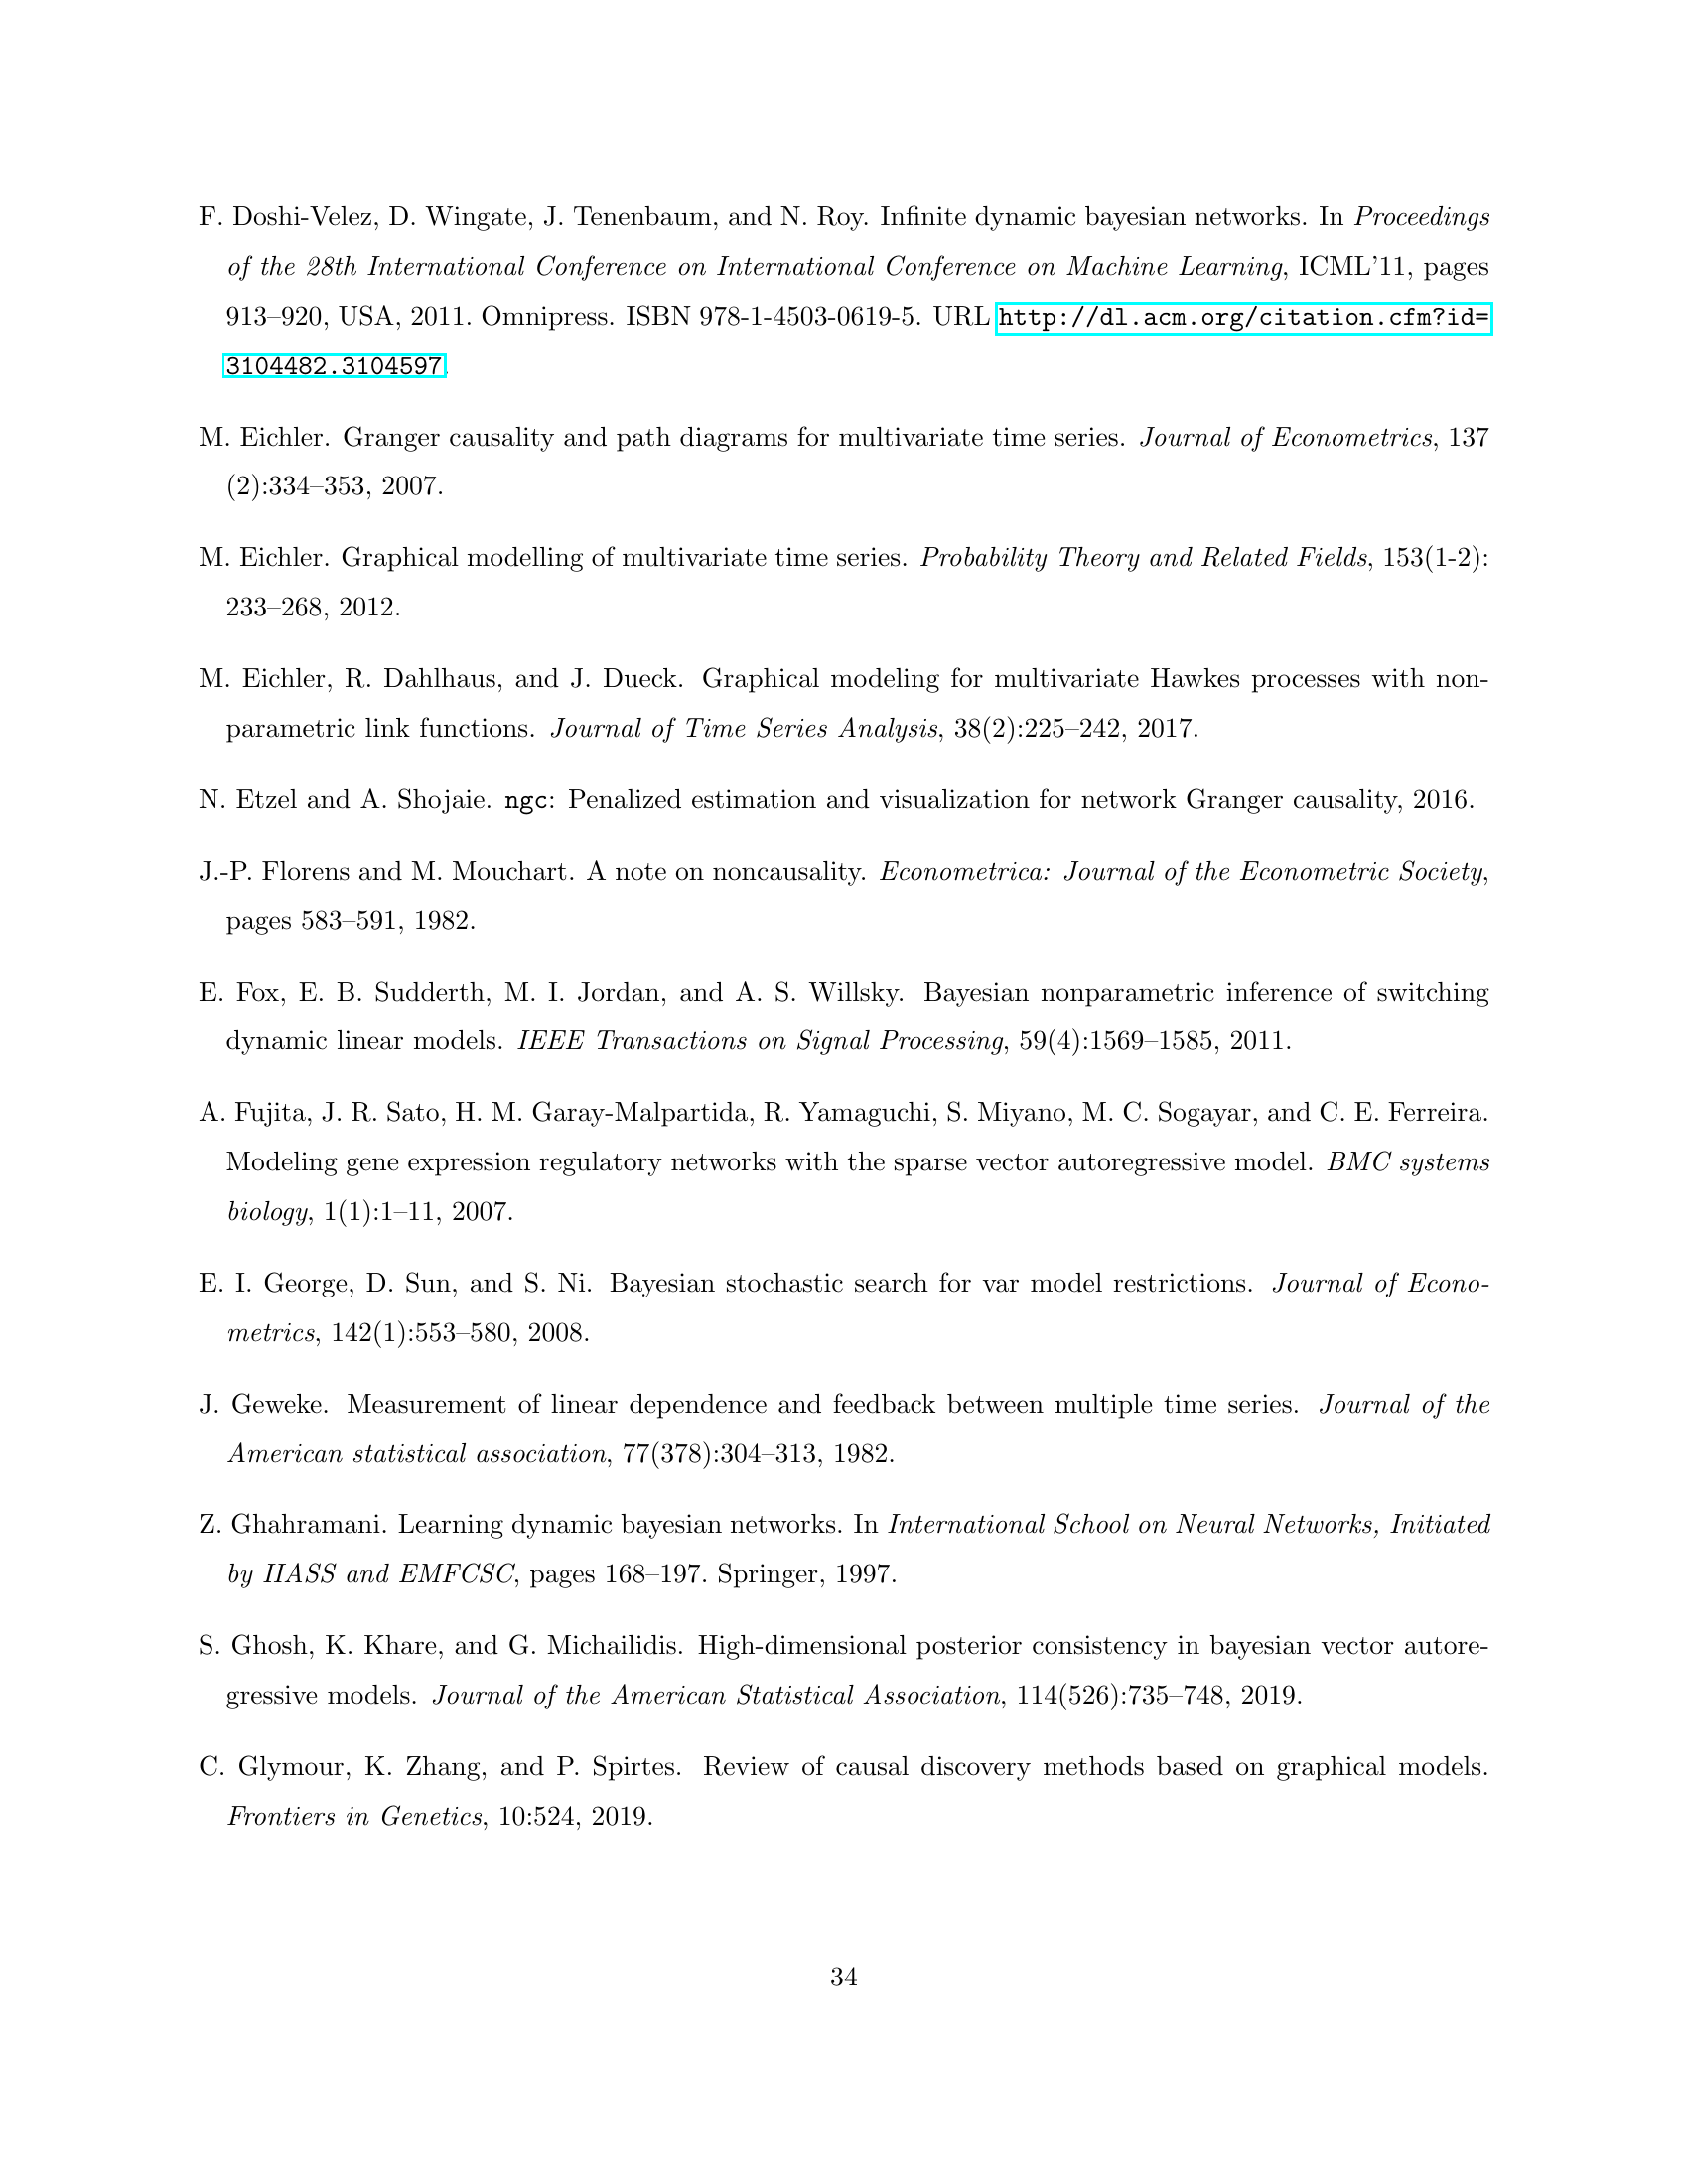 F. Doshi-Velez, D. Wingate, J. Tenenbaum, and N. Roy. Infinite dynamic bayesian networks. In Proceedings
of the 28th International Conference on International Conference on Machine Learning, ICML'11, pages
913–920, USA, 2011. Omnipress. ISBN 978-1-4503-0619-5. URL http://dl.acm.org/citation.cfm?id=
3104482.3104597.
M. Eichler. Granger causality and path diagrams for multivariate time series. Journal of Econometrics, 137
(2):334–353, 2007.
M. Eichler. Graphical modelling of multivariate time series. Probability Theory and Related Fields, 153(1-2):
233–268, 2012.
M. Eichler, R. Dahlhaus, and J. Dueck. Graphical modeling for multivariate Hawkes processes with non-
parametric link functions. Journal of Time Series Analysis, 38(2):225–242, 2017.
N. Etzel and A. Shojaie. ngc: Penalized estimation and visualization for network Granger causality, 2016.
J.-P. Florens and M. Mouchart. A note on noncausality. Econometrica: Journal of the Econometric Society,
pages 583–591, 1982.
E. Fox, E. B. Sudderth, M. I. Jordan, and A. S. Willsky. Bayesian nonparametric inference of switching
dynamic linear models. IEEE Transactions on Signal Processing, 59(4):1569–1585, 2011.
A. Fujita, J. R. Sato, H. M. Garay-Malpartida, R. Yamaguchi, S. Miyano, M. C. Sogayar, and C. E. Ferreira.
Modeling gene expression regulatory networks with the sparse vector autoregressive model. BMC systems
biology, 1(1):1–11, 2007.
E. I. George, D. Sun, and S. Ni. Bayesian stochastic search for var model restrictions. Journal of Econo-
metrics, 142(1):553–580, 2008.
J. Geweke. Measurement of linear dependence and feedback between multiple time series. Journal of the
American statistical association, 77(378):304–313, 1982.
Z. Ghahramani. Learning dynamic bayesian networks. In International School on Neural Networks, Initiated
by IIASS and EMFCSC, pages 168–197. Springer, 1997.
S. Ghosh, K. Khare, and G. Michailidis. High-dimensional posterior consistency in bayesian vector autore-
gressive models. Journal of the American Statistical Association, 114(526):735–748, 2019.
C. Glymour, K. Zhang, and P. Spirtes. Review of causal discovery methods based on graphical models.
Frontiers in Genetics, 10:524, 2019.
34